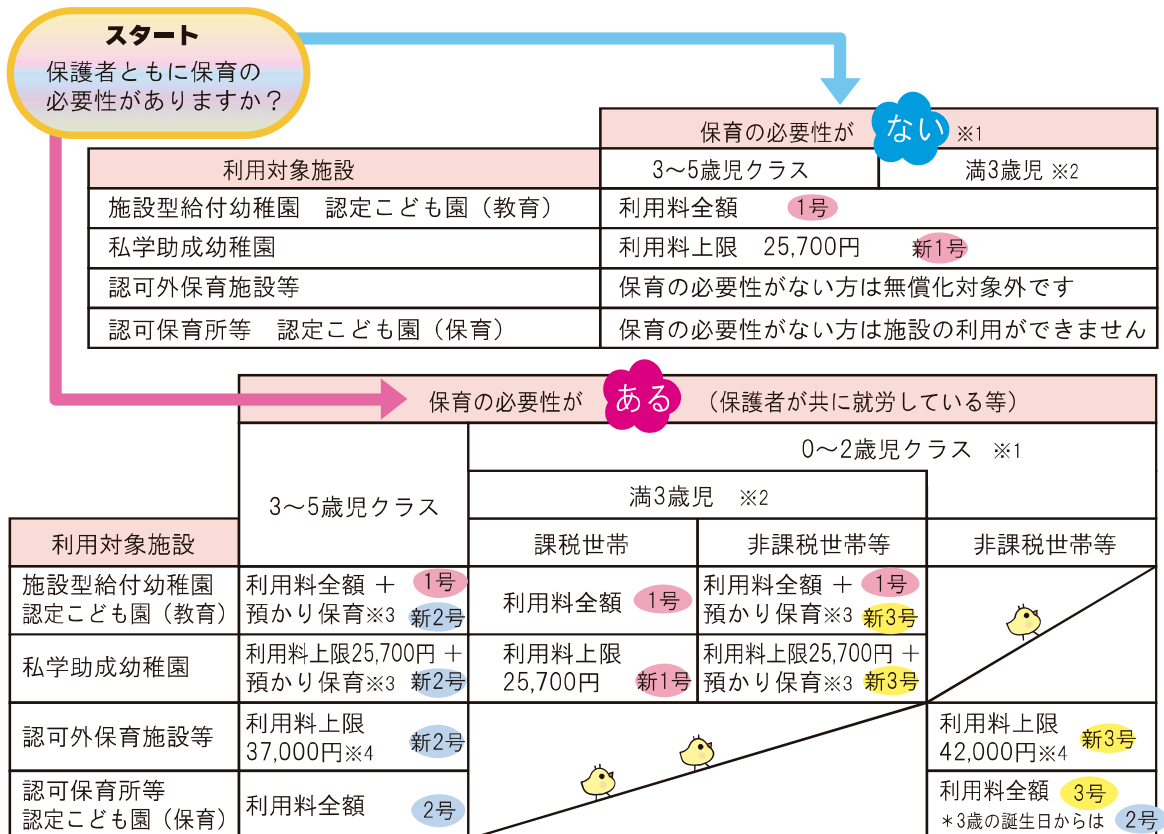 スタート
保護者ともに保育の
必要性がありますか？
保育の必要性が ない ※1
利用対象施設 3～5歳児クラス 満3歳児 ※2
施設型給付幼稚園　認定こども園（教育） 利用料全額 1号
私学助成幼稚園 利用料上限　25,700円 新1号
認可外保育施設等 保育の必要性がない方は無償化対象外です
認可保育所等　認定こども園（保育） 保育の必要性がない方は施設の利用ができません
保育の必要性が ある （保護者が共に就労している等）
0～2歳児クラス ※1
3～5歳児クラス
満3歳児 ※2
利用対象施設 課税世帯 非課税世帯等 非課税世帯等
施設型給付幼稚園
認定こども園（教育）
利用料全額 ＋ 1号
預かり保育※3 新2号
利用料全額 1号
利用料全額 ＋ 1号
預かり保育※3 新3号
私学助成幼稚園
利用料上限25,700円 ＋
預かり保育※3 新2号
利用料上限
25,700円 新1号
利用料上限25,700円 ＋
預かり保育※3 新3号
認可外保育施設等
利用料上限
37,000円※4 新2号
利用料上限
42,000円※4 新3号
認可保育所等
認定こども園（保育）
利用料全額 2号
利用料全額 3号
＊3歳の誕生日からは 2号